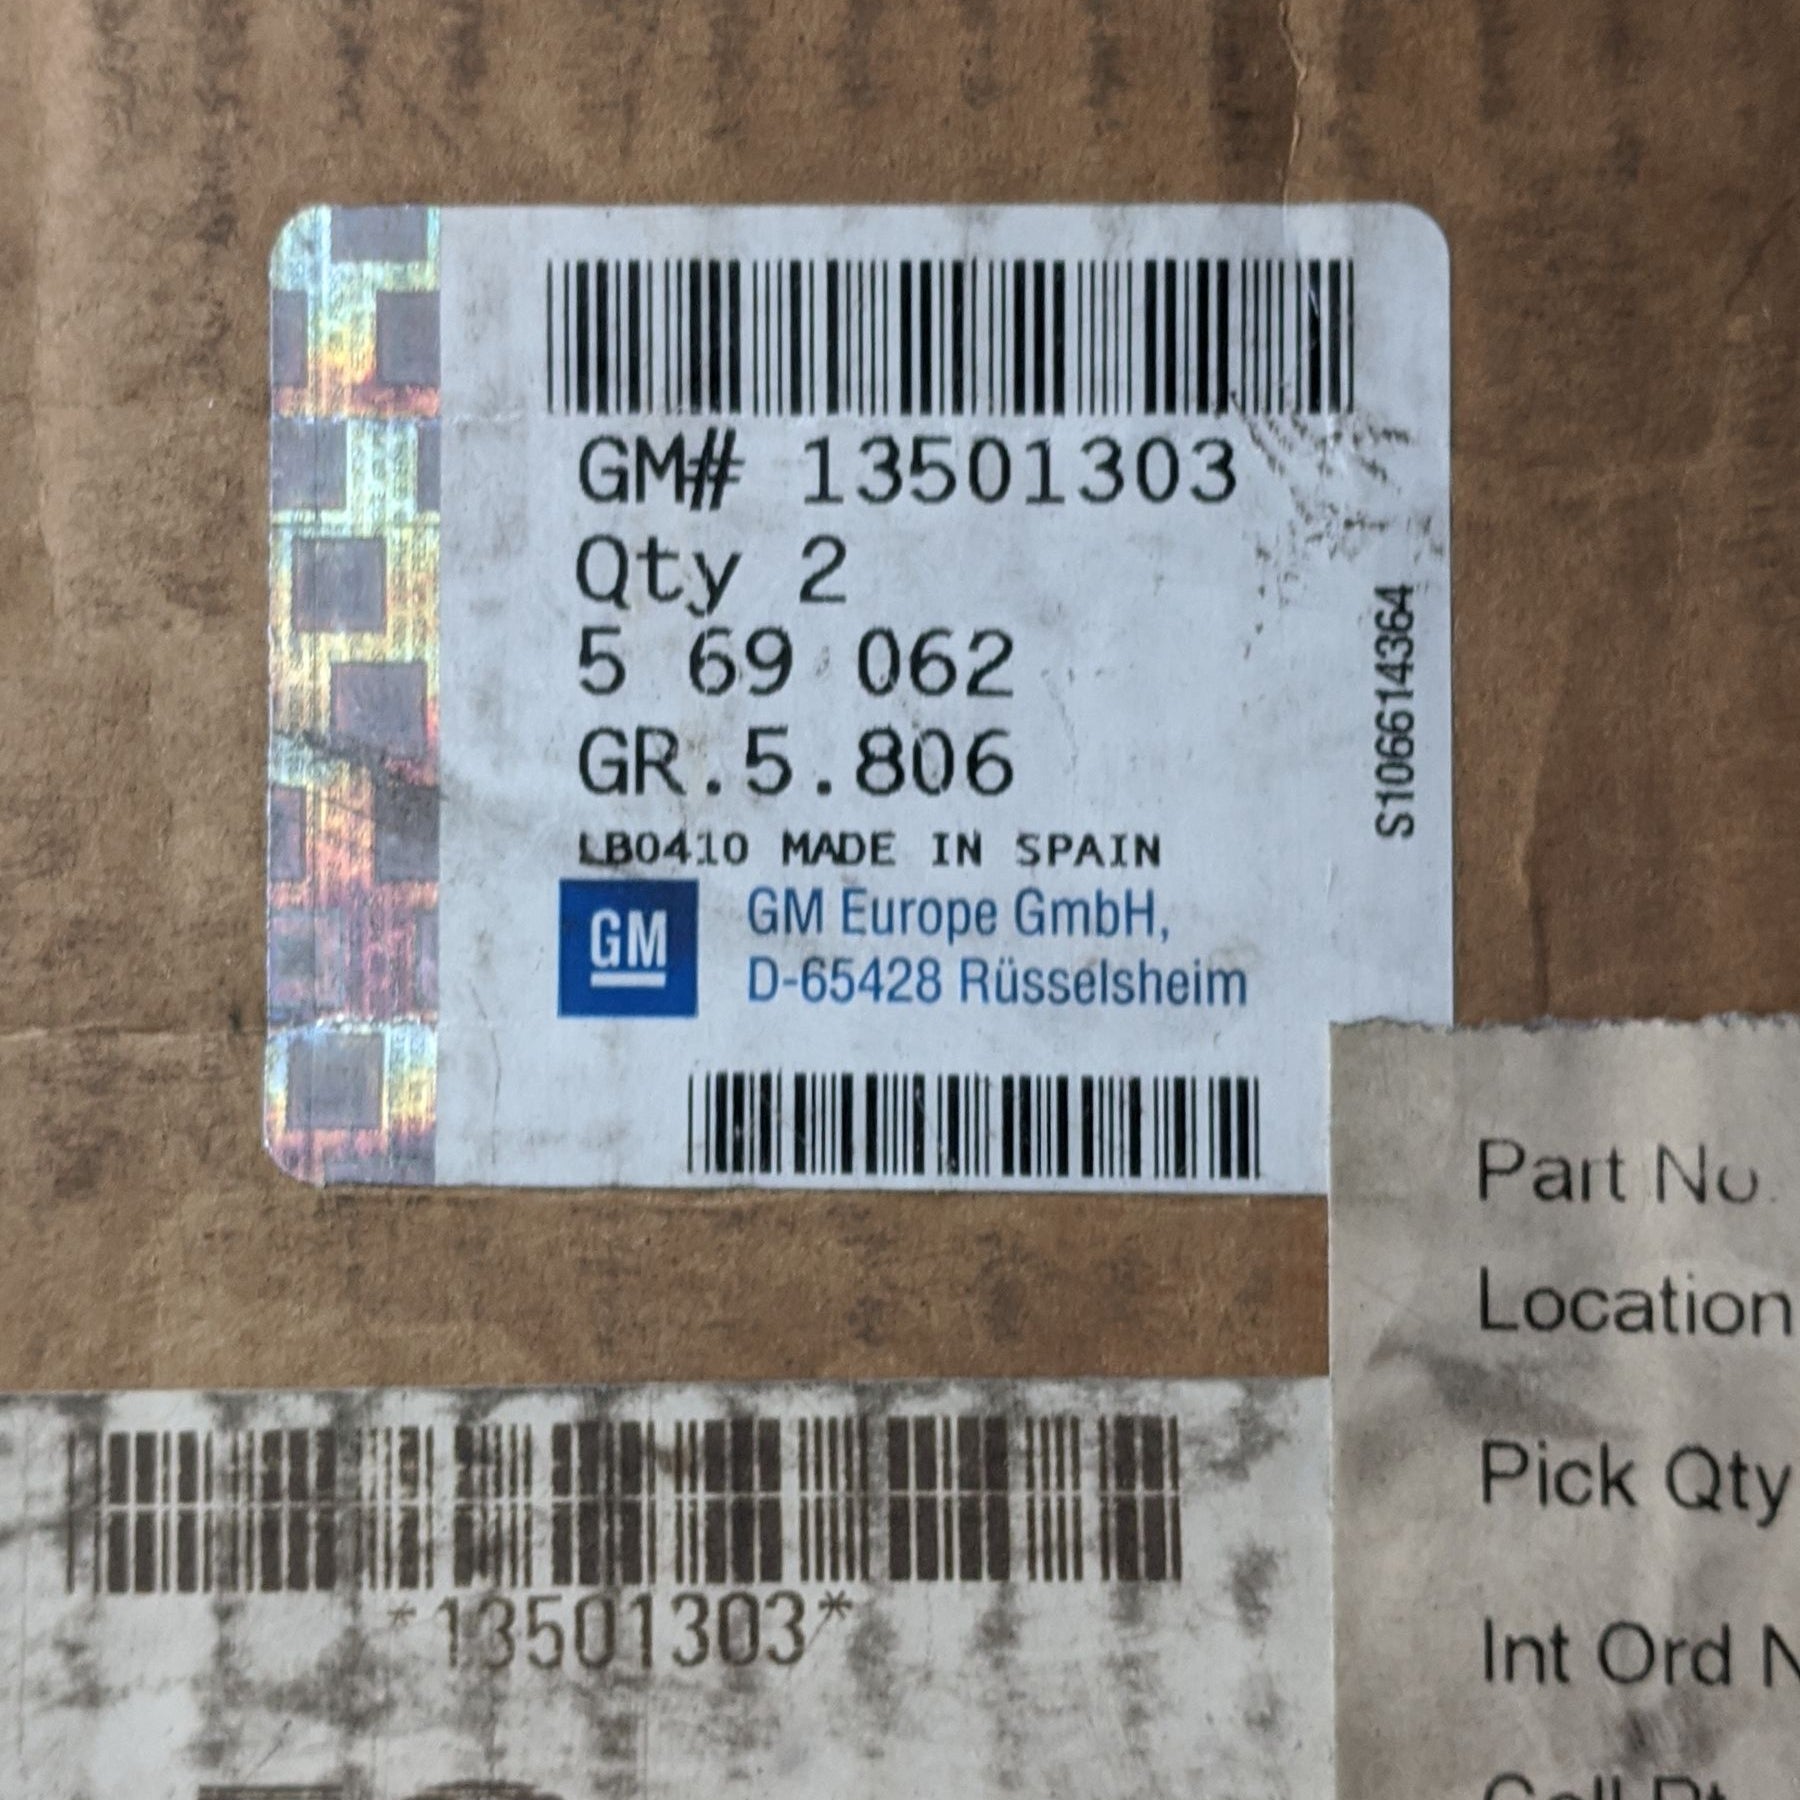 GM# 13501303
Qty 2
5 69 062
GR.5.806
LB0410 MADE IN SPAIN
GM
GM Europe GmbH,
D-65428 Rüsselsheim
S1066614364
Part No.
Location
Pick Qty
Int Ord N
*13501303*